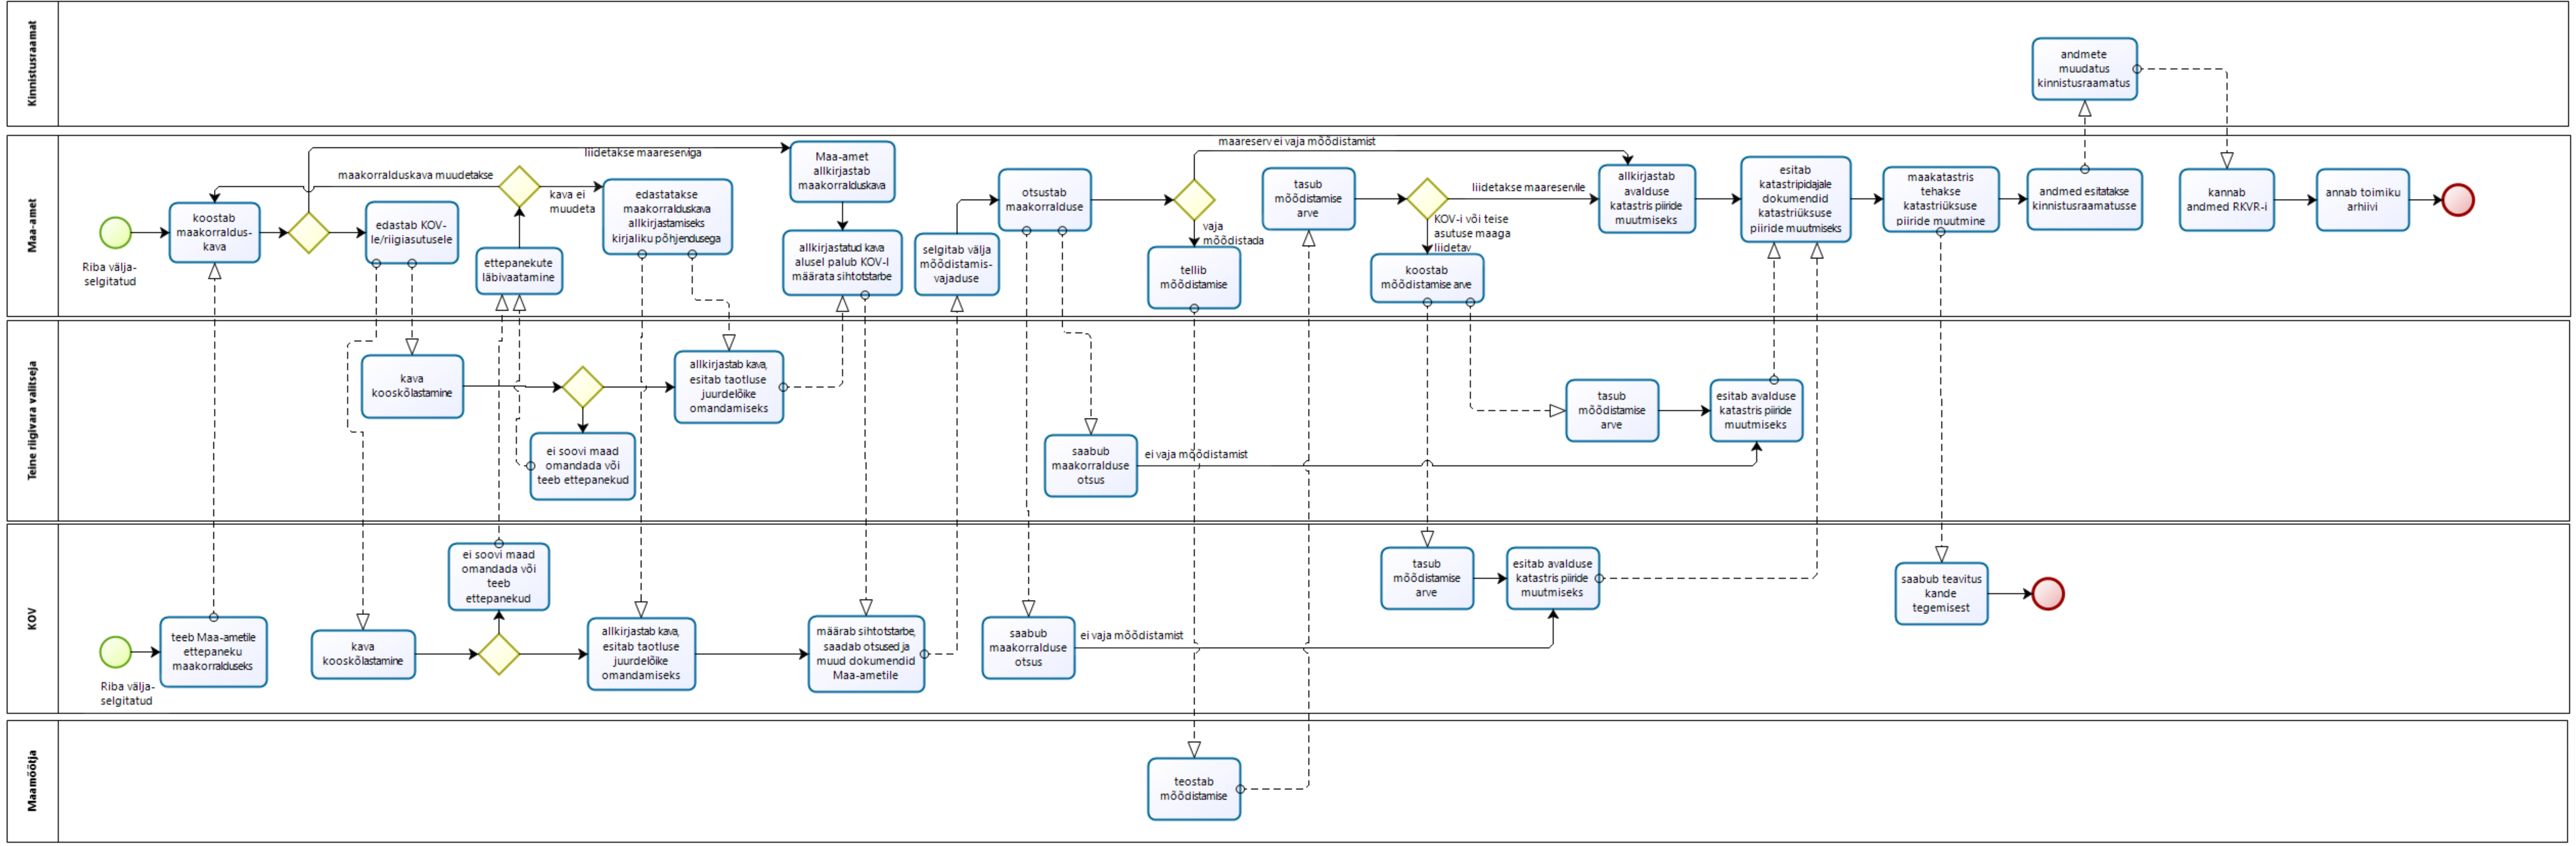 Kinnistusraamat
andmete
muudatus
kinnistusraamatus
Maa-amet
Riba välja-
selgitatud
koostab
maakorraldus-
kava
maakorralduskava muudetakse
liidetakse maareserviga
edastab KOV-
le/riigiasutusele
ettepanekute
läbivaatamine
kava ei
muudeta
edastatakse
maakorralduskava
allkirjastamiseks
kirjaliku põhjendusega
Maa-amet
allkirjastab
maakorralduskava
allkirjastatud kava
alusel palub KOV-l
määrata sihtotstarbe
selgitab välja
mõõdistamis-
vajaduse
otsustab
maakorralduse
maareserv ei vaja mõõdistamist
vaja
mõõdistada
tellib
mõõdistamise
tasub
mõõdistamise
arve
liidetakse maareservile
KOV-i või teise
asutuse maaga
liidetav
koostab
mõõdistamise arve
allkirjastab
avalduse
katastris piiride
muutmiseks
esitab
katastripidajale
dokumendid
katastriüksuse
piiride muutmiseks
maakatastris
tehakse
katastriüksuse
piiride muutmine
andmed esitatakse
kinnistusraamatusse
kannab
andmed RKVR-i
annab toimiku
arhiivi
Teine riigivara valitseja
kava
kooskõlastamine
ei soovi maad
omandada või
teeb ettepanekud
allkirjastab kava,
esitab taotluse
juurdelõike
omandamiseks
saabub
maakorralduse
otsus
ei vaja mõõdistamist
tasub
mõõdistamise
arve
esitab avalduse
katastris piiride
muutmiseks
KOV
Riba välja-
selgitatud
teeb Maa-ametile
ettepaneku
maakorralduseks
kava
kooskõlastamine
ei soovi maad
omandada või
teeb
ettepanekud
allkirjastab kava,
esitab taotluse
juurdelõike
omandamiseks
määrab sihtotstarbe,
saadab otsused ja
muud dokumendid
Maa-ametile
saabub
maakorralduse
otsus
ei vaja mõõdistamist
tasub
mõõdistamise
arve
esitab avalduse
katastris piiride
muutmiseks
saabub teavitus
kande
tegemisest
Maamõõtja
teostab
mõõdistamise